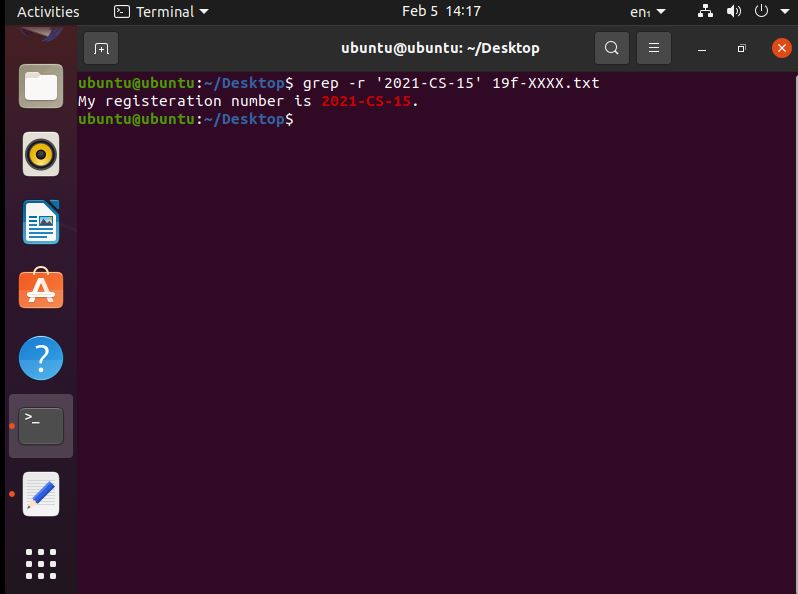 Activities Terminal Feb 5 14:17 en₁
ubuntu@ubuntu: ~/Desktop
ubuntu@ubuntu:~/Desktop$ grep -r '2021-CS-15' 19f-XXXX.txt
My registeration number is 2021-CS-15.
ubuntu@ubuntu:~/Desktop$